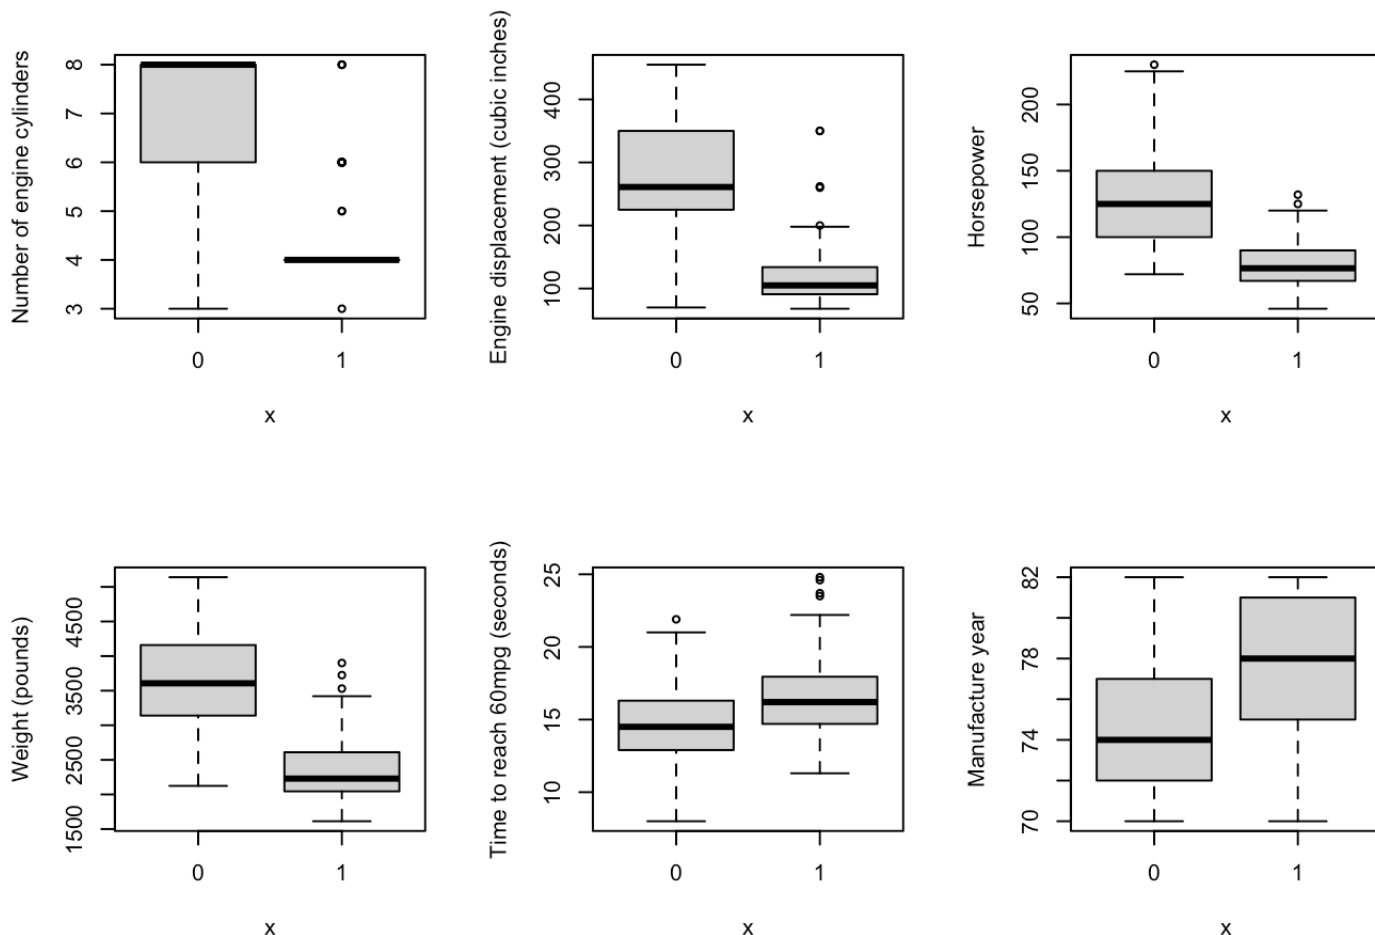 Number of engine cylinders
8
7
6
5
4
3
0 1
x
Engine displacement (cubic inches)
400
300
200
100
0 1
x
Horsepower
200
150
100
50
0 1
x
Weight (pounds)
4500
3500
2500
1500
0 1
x
Time to reach 60mpg (seconds)
25
20
15
10
0 1
x
Manufacture year
82
78
74
70
0 1
x